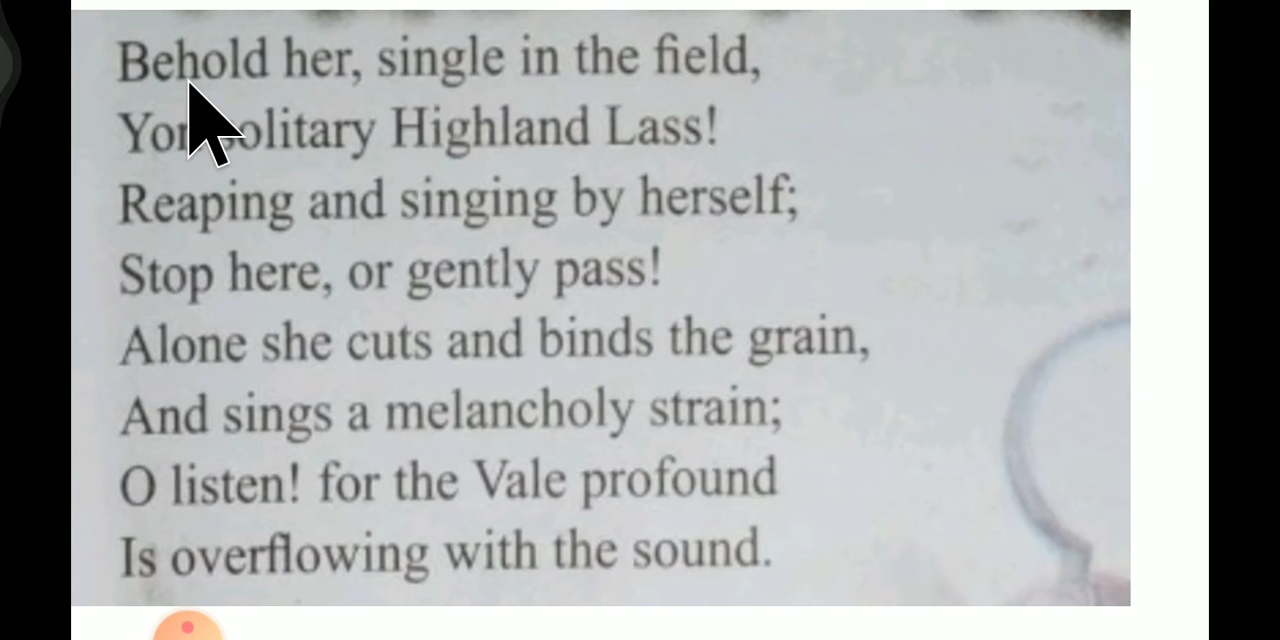 Behold her, single in the field,
Yon solitary Highland Lass!
Reaping and singing by herself;
Stop here, or gently pass!
Alone she cuts and binds the grain,
And sings a melancholy strain;
O listen! for the Vale profound
Is overflowing with the sound.